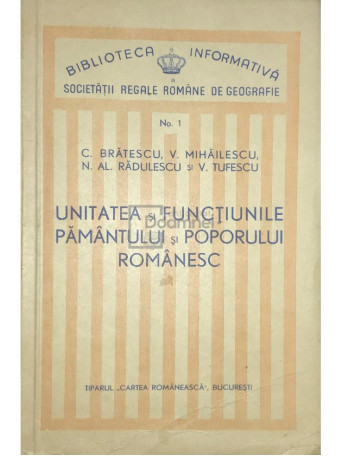 BIBLIOTECA INFORMATIVĂ
a
SOCIETĂȚII REGALE ROMÂNE DE GEOGRAFIE
No. 1
C. BRĂTESCU, V. MIHĂILESCU,
N. AL. RĂDULESCU și V. TUFESCU
UNITATEA și FUNCȚIUNILE
PĂMÂNTULUI și POPORULUI
ROMÂNESC
TIPARUL „CARTEA ROMÂNEASCĂ", BUCUREȘTI